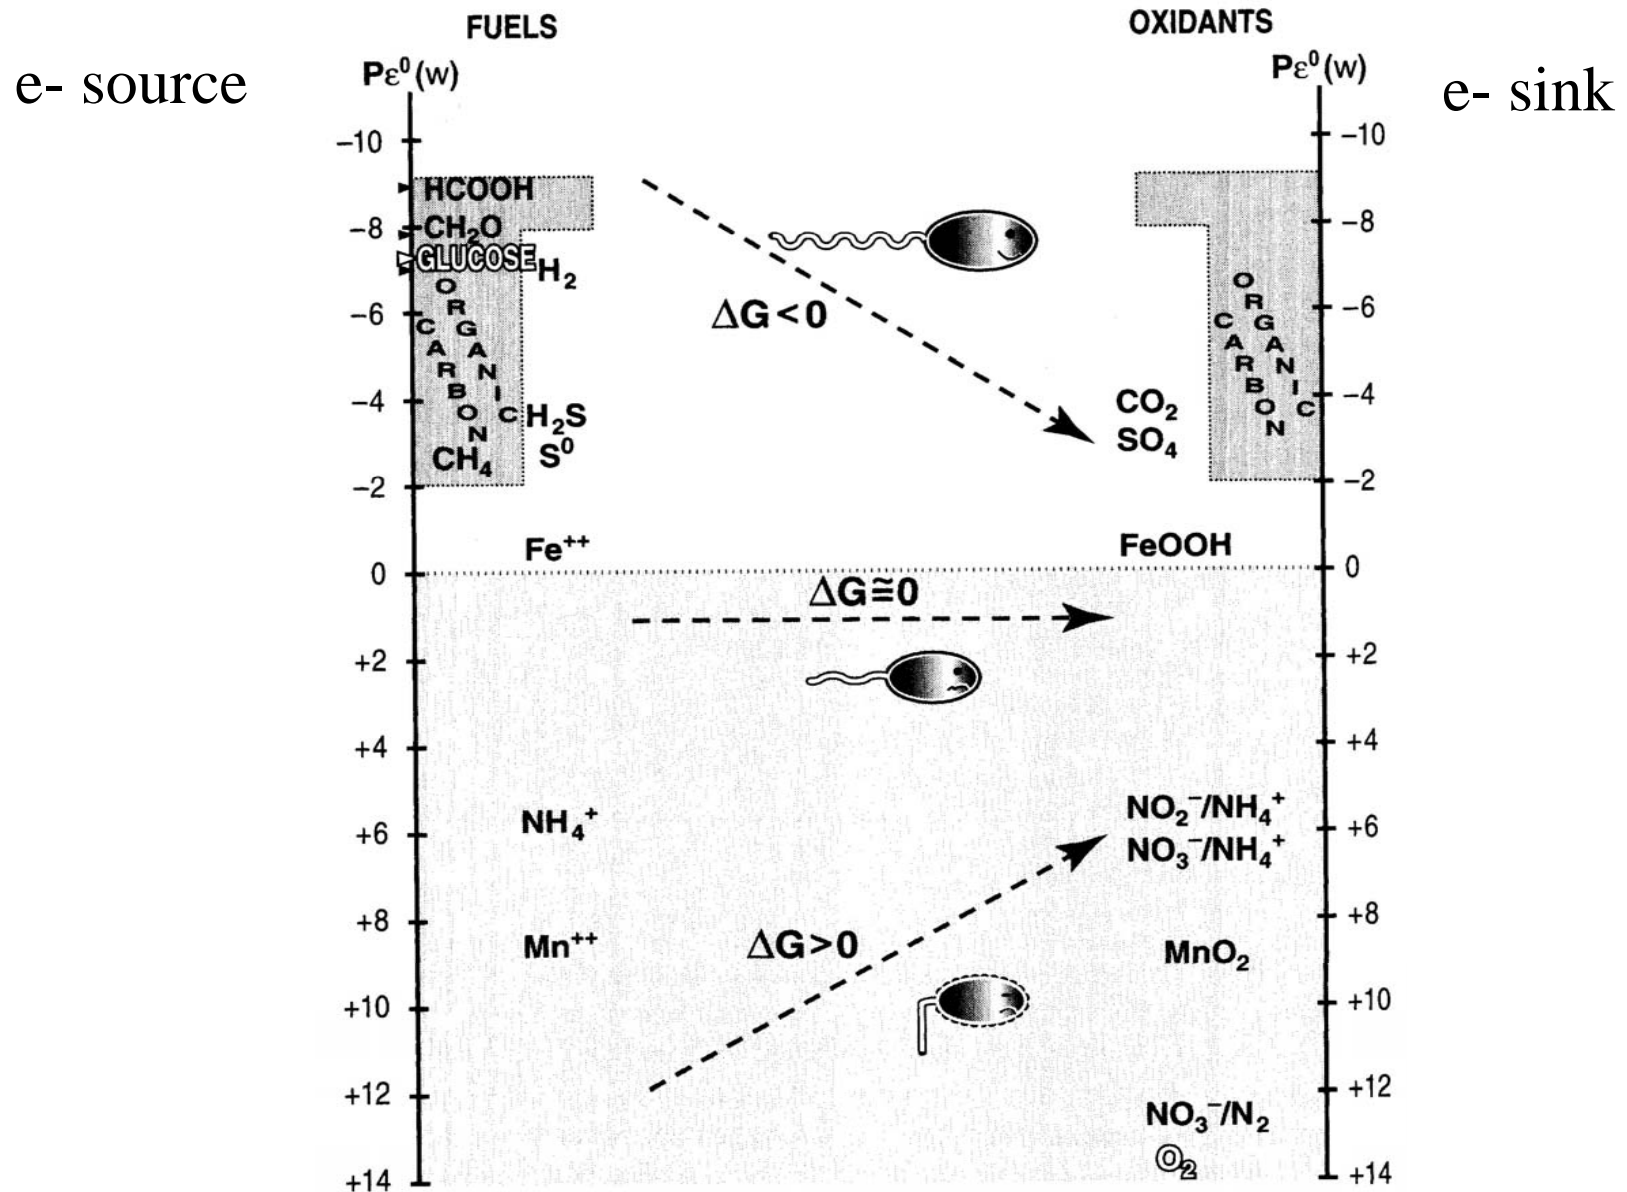 FUELS
OXIDANTS
e- source
Pε⁰(w)
Pε⁰(w)
e- sink
−10
−10
HCOOH
−8
CH₂O
−8
GLUCOSE
H₂
ORGANIC
CARBON
ΔG<0
ORGANIC
CARBON
−6
−6
−4
−4
H₂S
CO₂
CH₄
S⁰
SO₄
−2
−2
Fe⁺⁺
FeOOH
0
0
ΔG≅0
+2
+2
+4
+4
NH₄⁺
NO₂⁻/NH₄⁺
+6
+6
NO₃⁻/NH₄⁺
+8
+8
Mn⁺⁺
ΔG>0
MnO₂
+10
+10
+12
+12
NO₃⁻/N₂
O₂
+14
+14